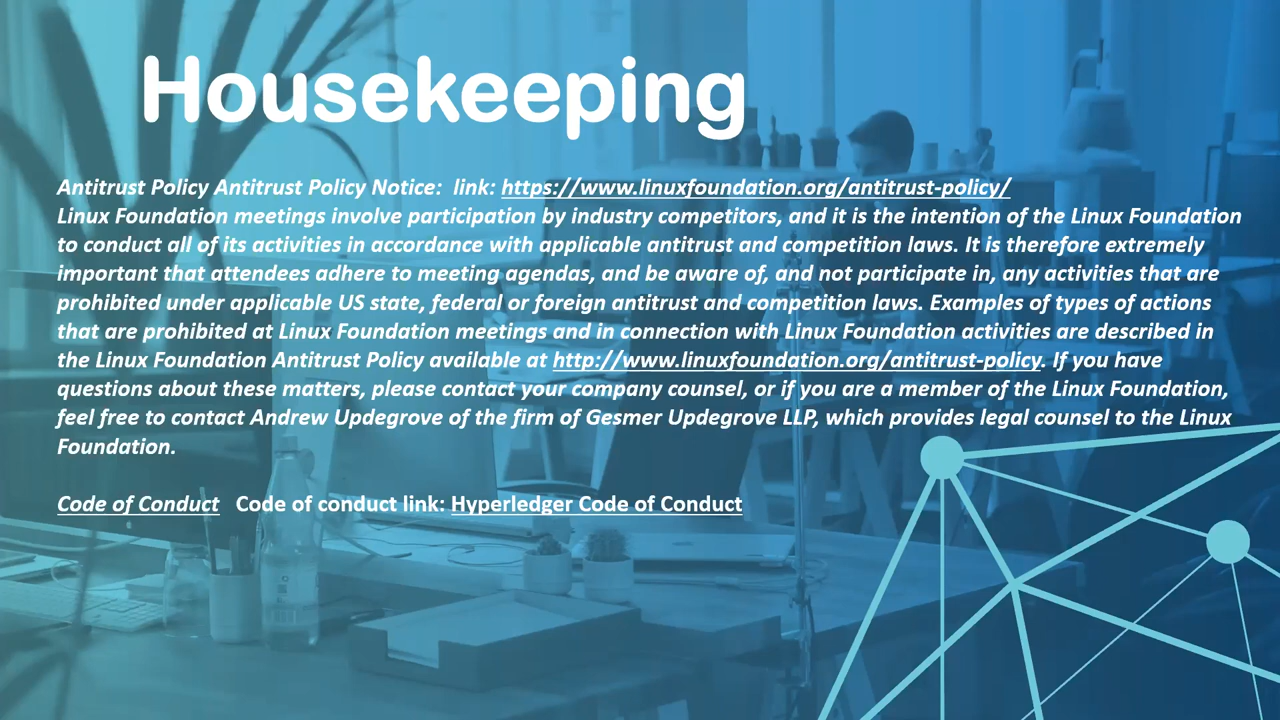 Housekeeping
Antitrust Policy Antitrust Policy Notice:  link: https://www.linuxfoundation.org/antitrust-policy/
Linux Foundation meetings involve participation by industry competitors, and it is the intention of the Linux Foundation
to conduct all of its activities in accordance with applicable antitrust and competition laws. It is therefore extremely
important that attendees adhere to meeting agendas, and be aware of, and not participate in, any activities that are
prohibited under applicable US state, federal or foreign antitrust and competition laws. Examples of types of actions
that are prohibited at Linux Foundation meetings and in connection with Linux Foundation activities are described in
the Linux Foundation Antitrust Policy available at http://www.linuxfoundation.org/antitrust-policy. If you have
questions about these matters, please contact your company counsel, or if you are a member of the Linux Foundation,
feel free to contact Andrew Updegrove of the firm of Gesmer Updegrove LLP, which provides legal counsel to the Linux
Foundation.
Code of Conduct   Code of conduct link: Hyperledger Code of Conduct